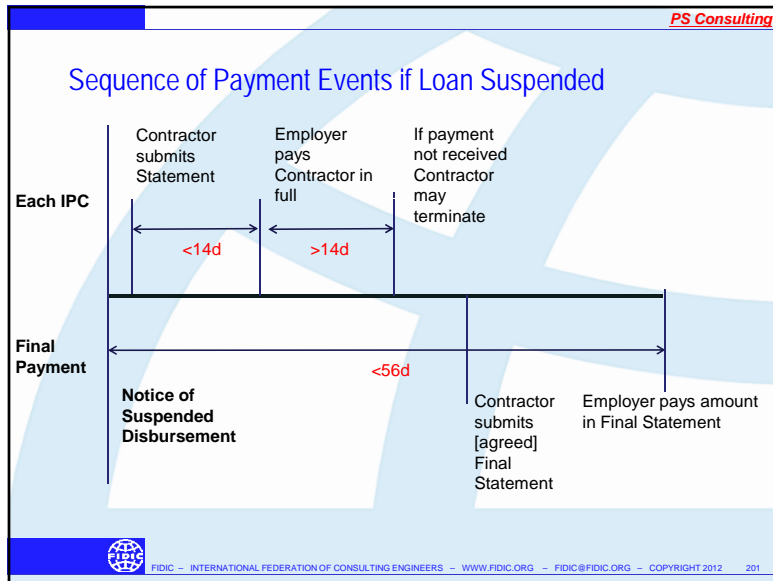 PS Consulting
Sequence of Payment Events if Loan Suspended
Contractor
submits
Statement
Employer
pays
Contractor in
full
If payment
not received
Contractor
may
terminate
Each IPC
<14d
>14d
Final
Payment
<56d
Notice of
Suspended
Disbursement
Contractor
submits
[agreed]
Final
Statement
Employer pays amount
in Final Statement
FIDIC
FIDIC – INTERNATIONAL FEDERATION OF CONSULTING ENGINEERS – WWW.FIDIC.ORG – FIDIC@FIDIC.ORG – COPYRIGHT 2012 201